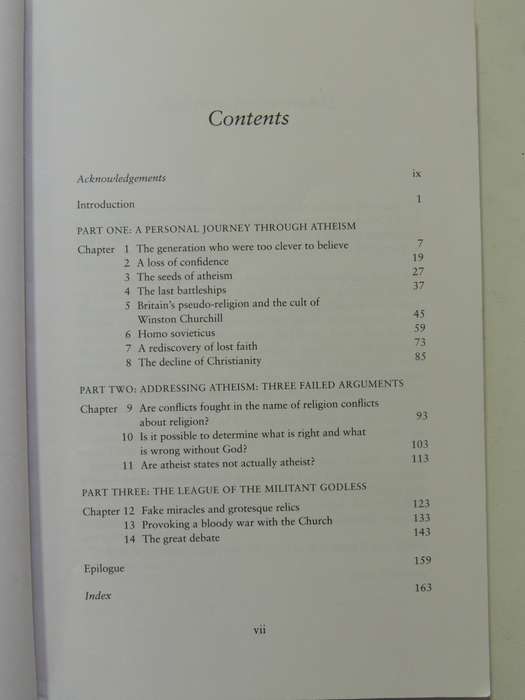 Contents
Acknowledgements ix
Introduction 1
PART ONE: A PERSONAL JOURNEY THROUGH ATHEISM
Chapter 1 The generation who were too clever to believe 7
2 A loss of confidence 19
3 The seeds of atheism 27
4 The last battleships 37
5 Britain's pseudo-religion and the cult of
Winston Churchill 45
6 Homo sovieticus 59
7 A rediscovery of lost faith 73
8 The decline of Christianity 85
PART TWO: ADDRESSING ATHEISM: THREE FAILED ARGUMENTS
Chapter 9 Are conflicts fought in the name of religion conflicts
about religion? 93
10 Is it possible to determine what is right and what
is wrong without God? 103
11 Are atheist states not actually atheist? 113
PART THREE: THE LEAGUE OF THE MILITANT GODLESS
Chapter 12 Fake miracles and grotesque relics 123
13 Provoking a bloody war with the Church 133
14 The great debate 143
Epilogue 159
Index 163
vii